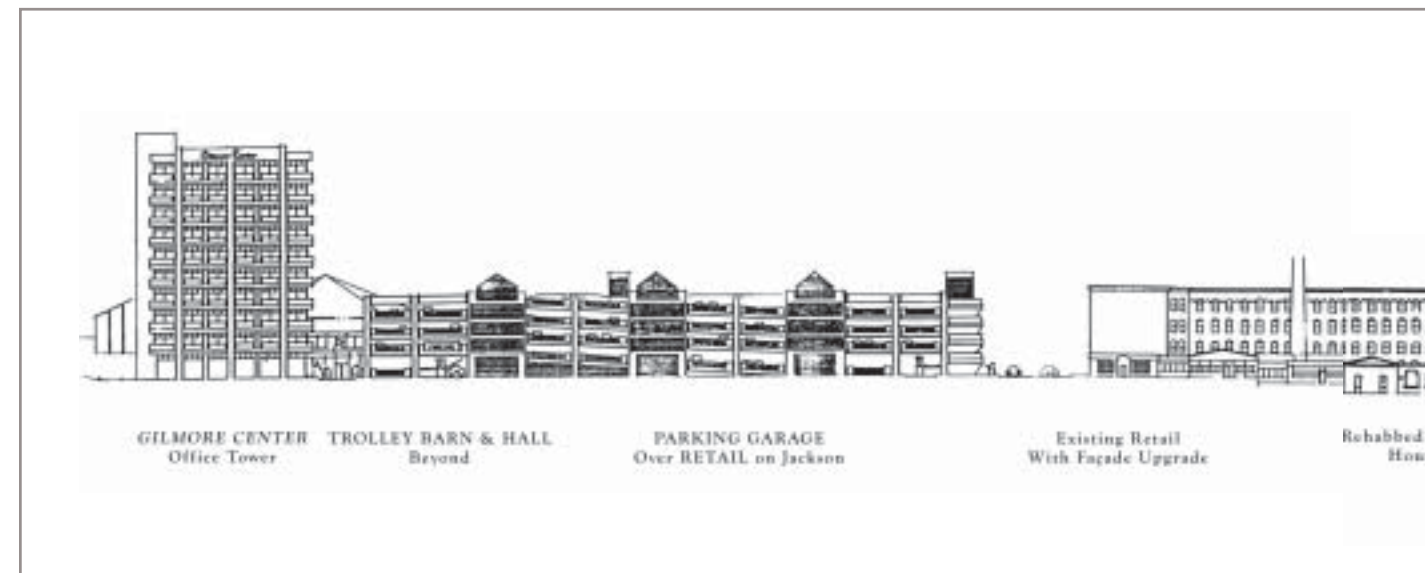 GILMORE CENTER
Office Tower
TROLLEY BARN & HALL
Beyond
PARKING GARAGE
Over RETAIL on Jackson
Existing Retail
With Façade Upgrade
Rehabbed
Hou